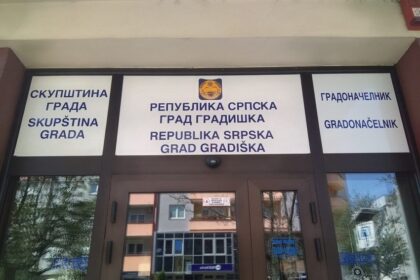 СКУПШТИНА
ГРАДА
SKUPŠTINA
GRADA
РЕПУБЛИКА СРПСКА
ГРАД ГРАДИШКА
REPUBLIKA SRPSKA
GRAD GRADIŠKA
ГРАДОНАЧЕЛНИК
GRADONAČELNIK